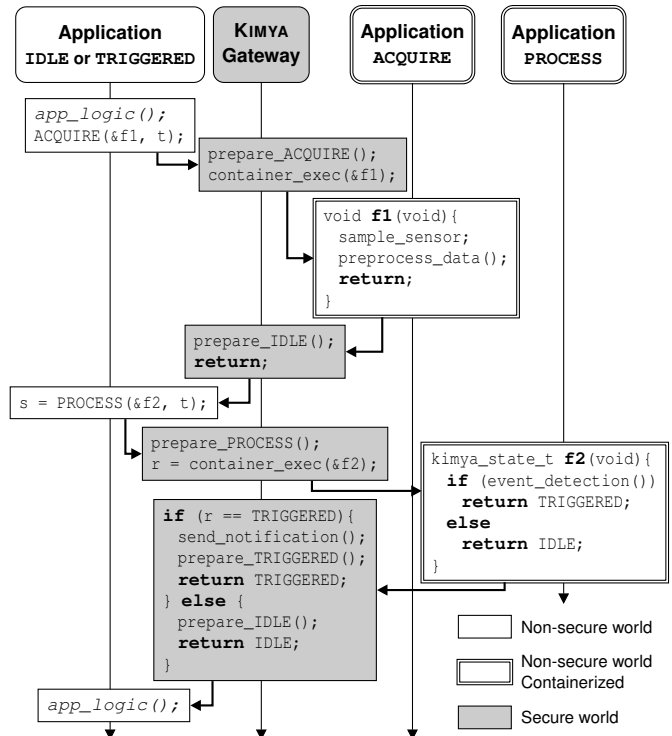 Application
IDLE or TRIGGERED
KIMYA
Gateway
Application
ACQUIRE
Application
PROCESS
app_logic();
ACQUIRE(&f1, t);
prepare_ACQUIRE();
container_exec(&f1);
void f1(void){
sample_sensor;
preprocess_data();
return;
}
prepare_IDLE();
return;
s = PROCESS(&f2, t);
prepare_PROCESS();
r = container_exec(&f2);
kimya_state_t f2(void){
if (event_detection())
return TRIGGERED;
else
return IDLE;
}
if (r == TRIGGERED){
send_notification();
prepare_TRIGGERED();
return TRIGGERED;
} else {
prepare_IDLE();
return IDLE;
}
app_logic();
Non-secure world
Non-secure world
Containerized
Secure world